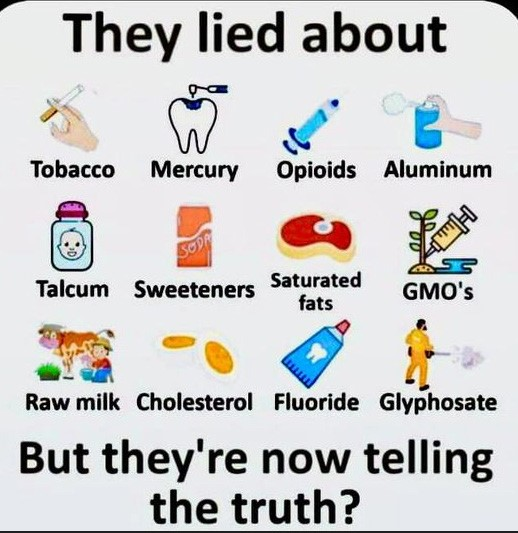 They lied about
Tobacco Mercury Opioids Aluminum
SODA
Talcum Sweeteners Saturated fats GMO's
Raw milk Cholesterol Fluoride Glyphosate
But they're now telling
the truth?